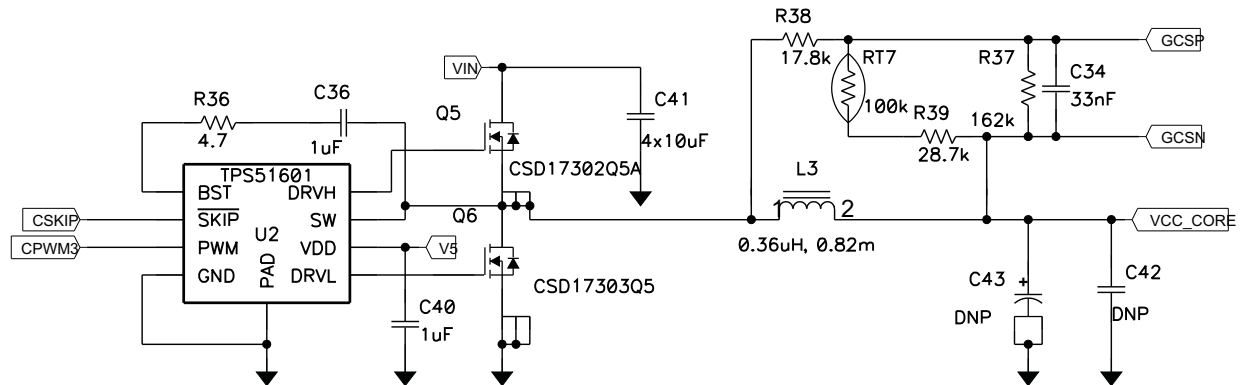 R38
17.8k
RT7
100k
R37
162k
C34
33nF
GCSP
R39
28.7k
GCSN
VIN
C41
4x10uF
R36
4.7
C36
1uF
Q5
CSD17302Q5A
TPS51601
BST
DRVH
SKIP
SW
PWM
U2
VDD
GND
PAD
DRVL
CSKIP
CPWM3
V5
Q6
CSD17303Q5
C40
1uF
L3
1
2
0.36uH, 0.82m
VCC_CORE
C43
+
DNP
C42
DNP